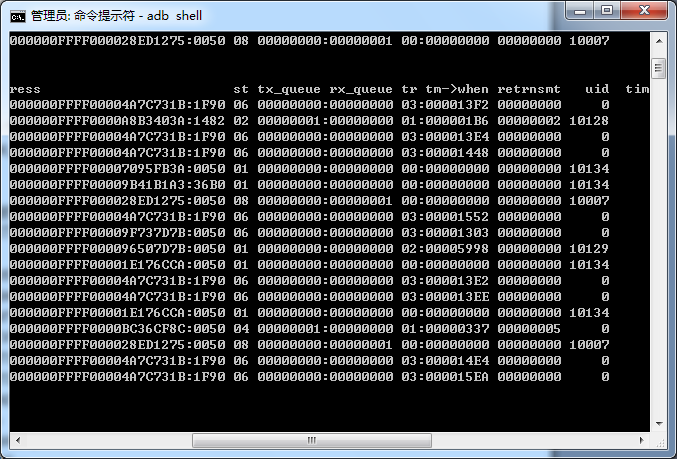 管理员: 命令提示符 - adb shell
000000FFFF000028ED1275:0050 08 00000000:00000001 00:00000000 00000000 10007
ress st tx_queue rx_queue tr tm->when retrnsmt uid tim
000000FFFF00004A7C731B:1F90 06 00000000:00000000 03:000013F2 00000000 0
000000FFFF0000A8B3403A:1482 02 00000001:00000000 01:000001B6 00000002 10128
000000FFFF00004A7C731B:1F90 06 00000000:00000000 03:000013E4 00000000 0
000000FFFF00004A7C731B:1F90 06 00000000:00000000 03:00001448 00000000 0
000000FFFF00007095FB3A:0050 01 00000000:00000000 00:00000000 00000000 10134
000000FFFF00009B41B1A3:36B0 01 00000000:00000000 00:00000000 00000000 10134
000000FFFF000028ED1275:0050 08 00000000:00000001 00:00000000 00000000 10007
000000FFFF00004A7C731B:1F90 06 00000000:00000000 03:00001552 00000000 0
000000FFFF00009F737D7B:0050 06 00000000:00000000 03:00001303 00000000 0
000000FFFF000096507D7B:0050 01 00000000:00000000 02:00005998 00000000 10129
000000FFFF00001E176CCA:0050 01 00000000:00000000 00:00000000 00000000 10134
000000FFFF00004A7C731B:1F90 06 00000000:00000000 03:000013E2 00000000 0
000000FFFF00004A7C731B:1F90 06 00000000:00000000 03:000013EE 00000000 0
000000FFFF00001E176CCA:0050 01 00000000:00000000 00:00000000 00000000 10134
000000FFFF0000BC36CF8C:0050 04 00000001:00000000 01:00000337 00000005 0
000000FFFF000028ED1275:0050 08 00000000:00000001 00:00000000 00000000 10007
000000FFFF00004A7C731B:1F90 06 00000000:00000000 03:000014E4 00000000 0
000000FFFF00004A7C731B:1F90 06 00000000:00000000 03:000015EA 00000000 0